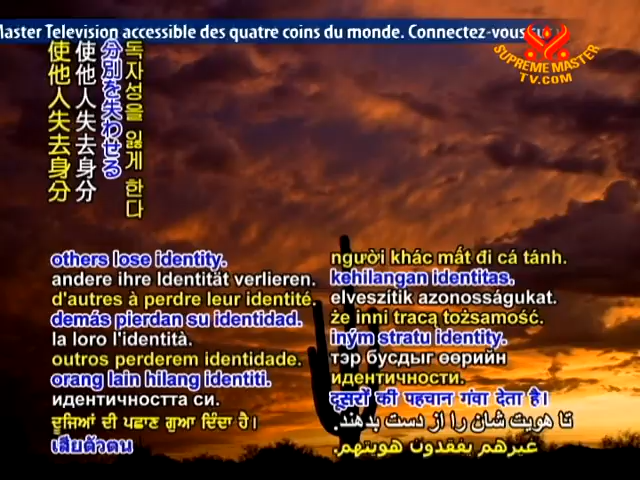 Master Television accessible des quatre coins du monde. Connectez-vous
SUPREME MASTER
TV.COM
독자성을 잃게 한다
分別を失わせる
使他人失去身分
使他人失去身分
others lose identity.
andere ihre Identität verlieren.
d'autres à perdre leur identité.
demás pierdan su identidad.
la loro l'identità.
outros perderem identidade.
orang lain hilang identiti.
идентичността си.
ਦੂਜਿਆਂ ਦੀ ਪਛਾਣ ਗੁਆ ਦਿੰਦਾ ਹੈ।
เสียตัวตน
người khác mất đi cá tánh.
kehilangan identitas.
elveszítik azonosságukat.
że inni tracą tożsamość.
iným stratu identity.
тэр бусдыг өөрийн
идентичности.
दूसरों की पहचान गंवा देता है।
تا هویت شان را از دست بدهند.
غيرهم يفقدون هويتهم.